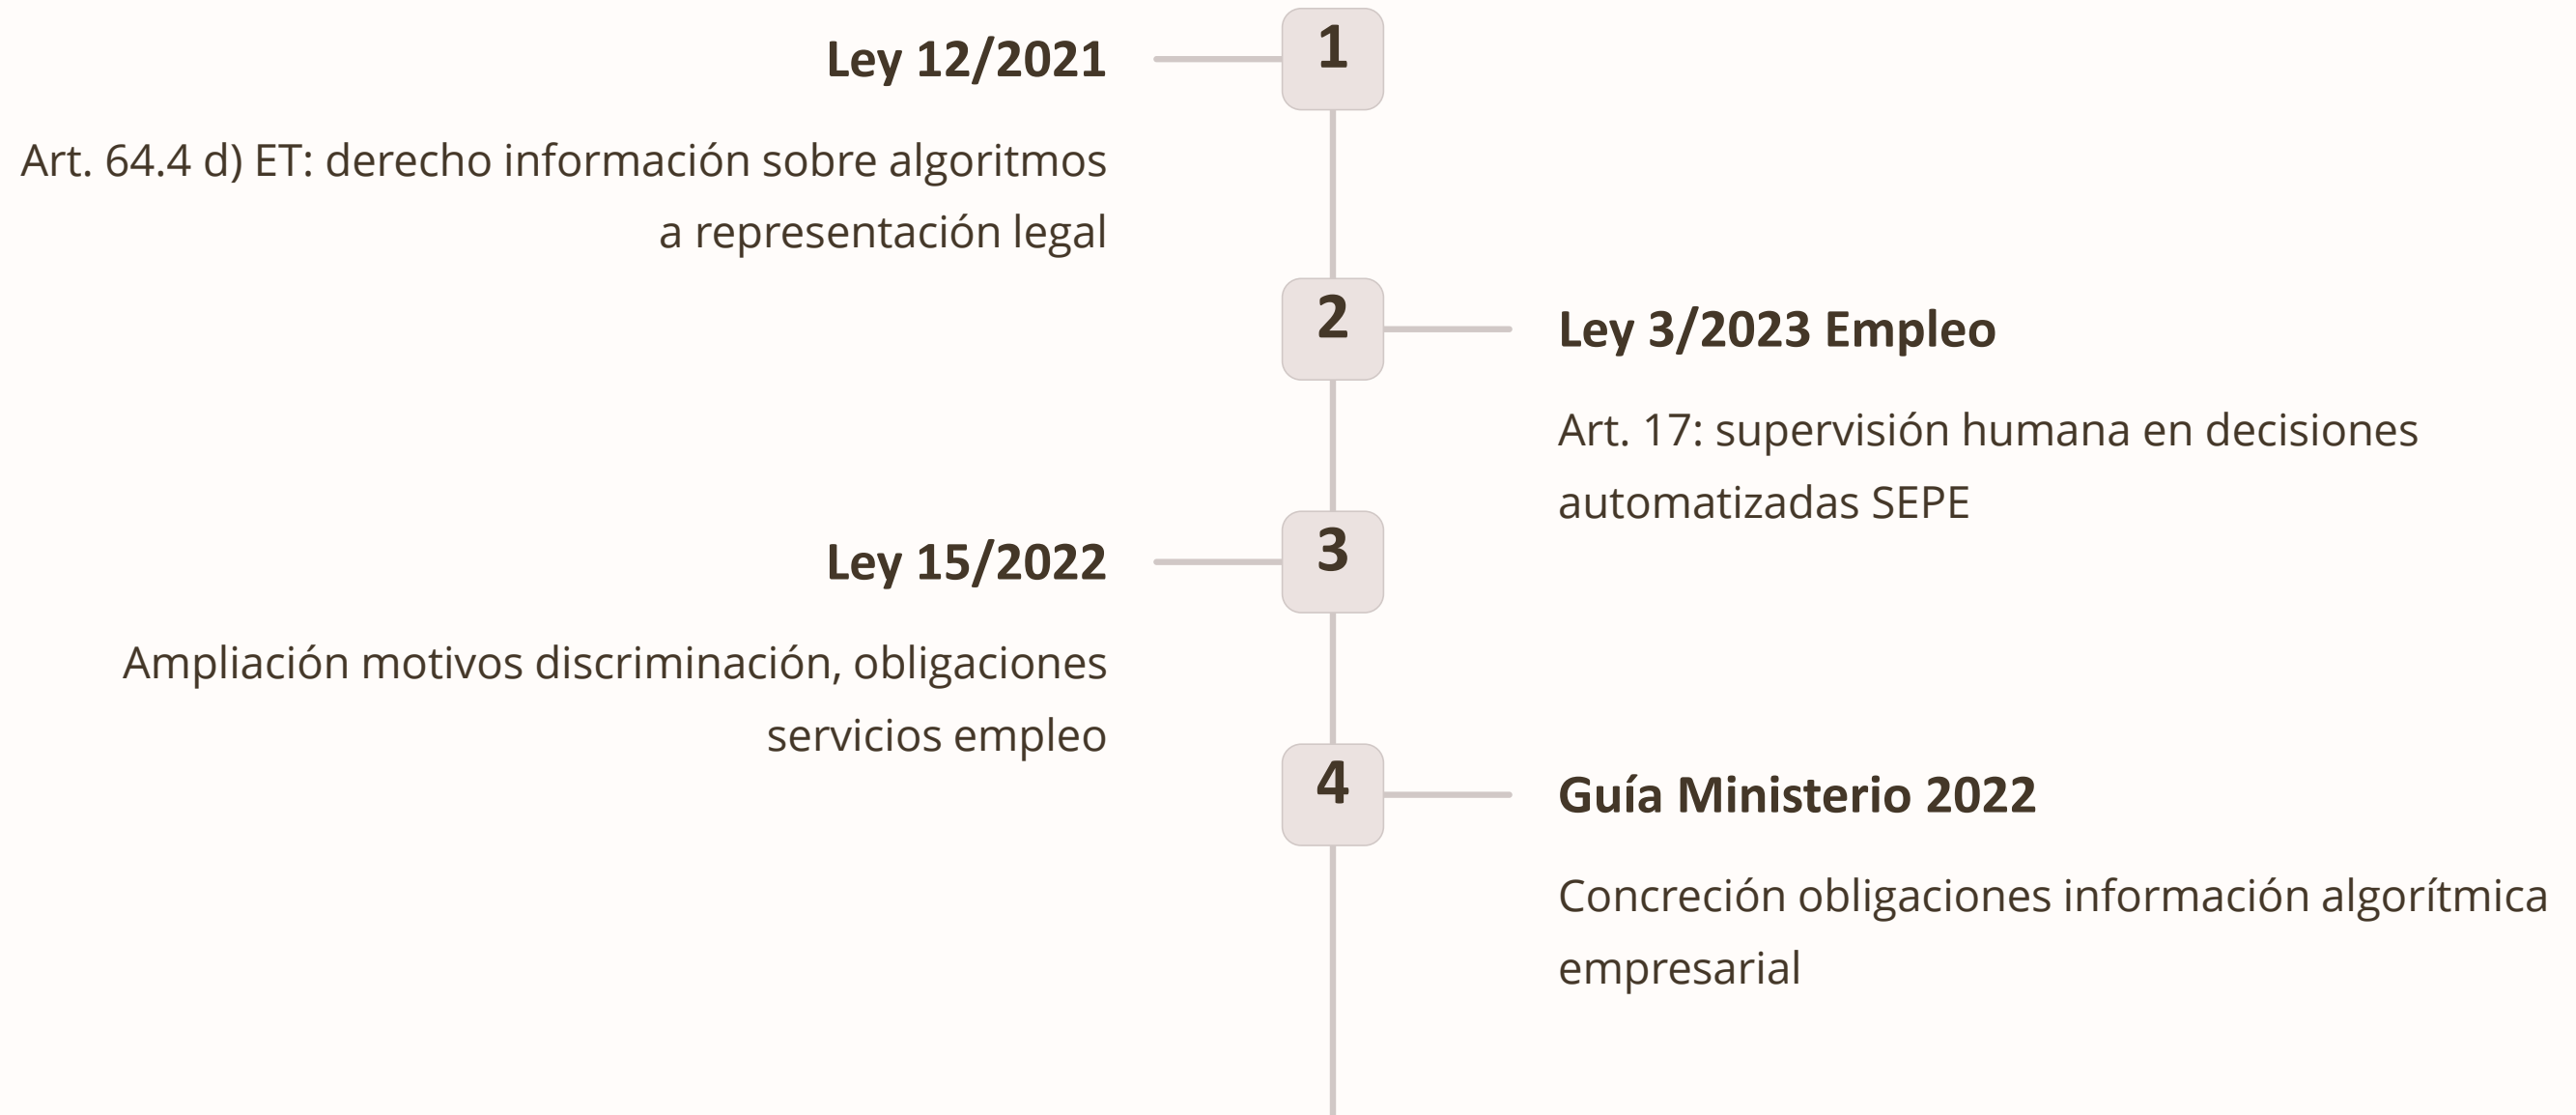 1
Ley 12/2021
Art. 64.4 d) ET: derecho información sobre algoritmos
a representación legal
2
Ley 3/2023 Empleo
Art. 17: supervisión humana en decisiones
automatizadas SEPE
3
Ley 15/2022
Ampliación motivos discriminación, obligaciones
servicios empleo
4
Guía Ministerio 2022
Concreción obligaciones información algorítmica
empresarial